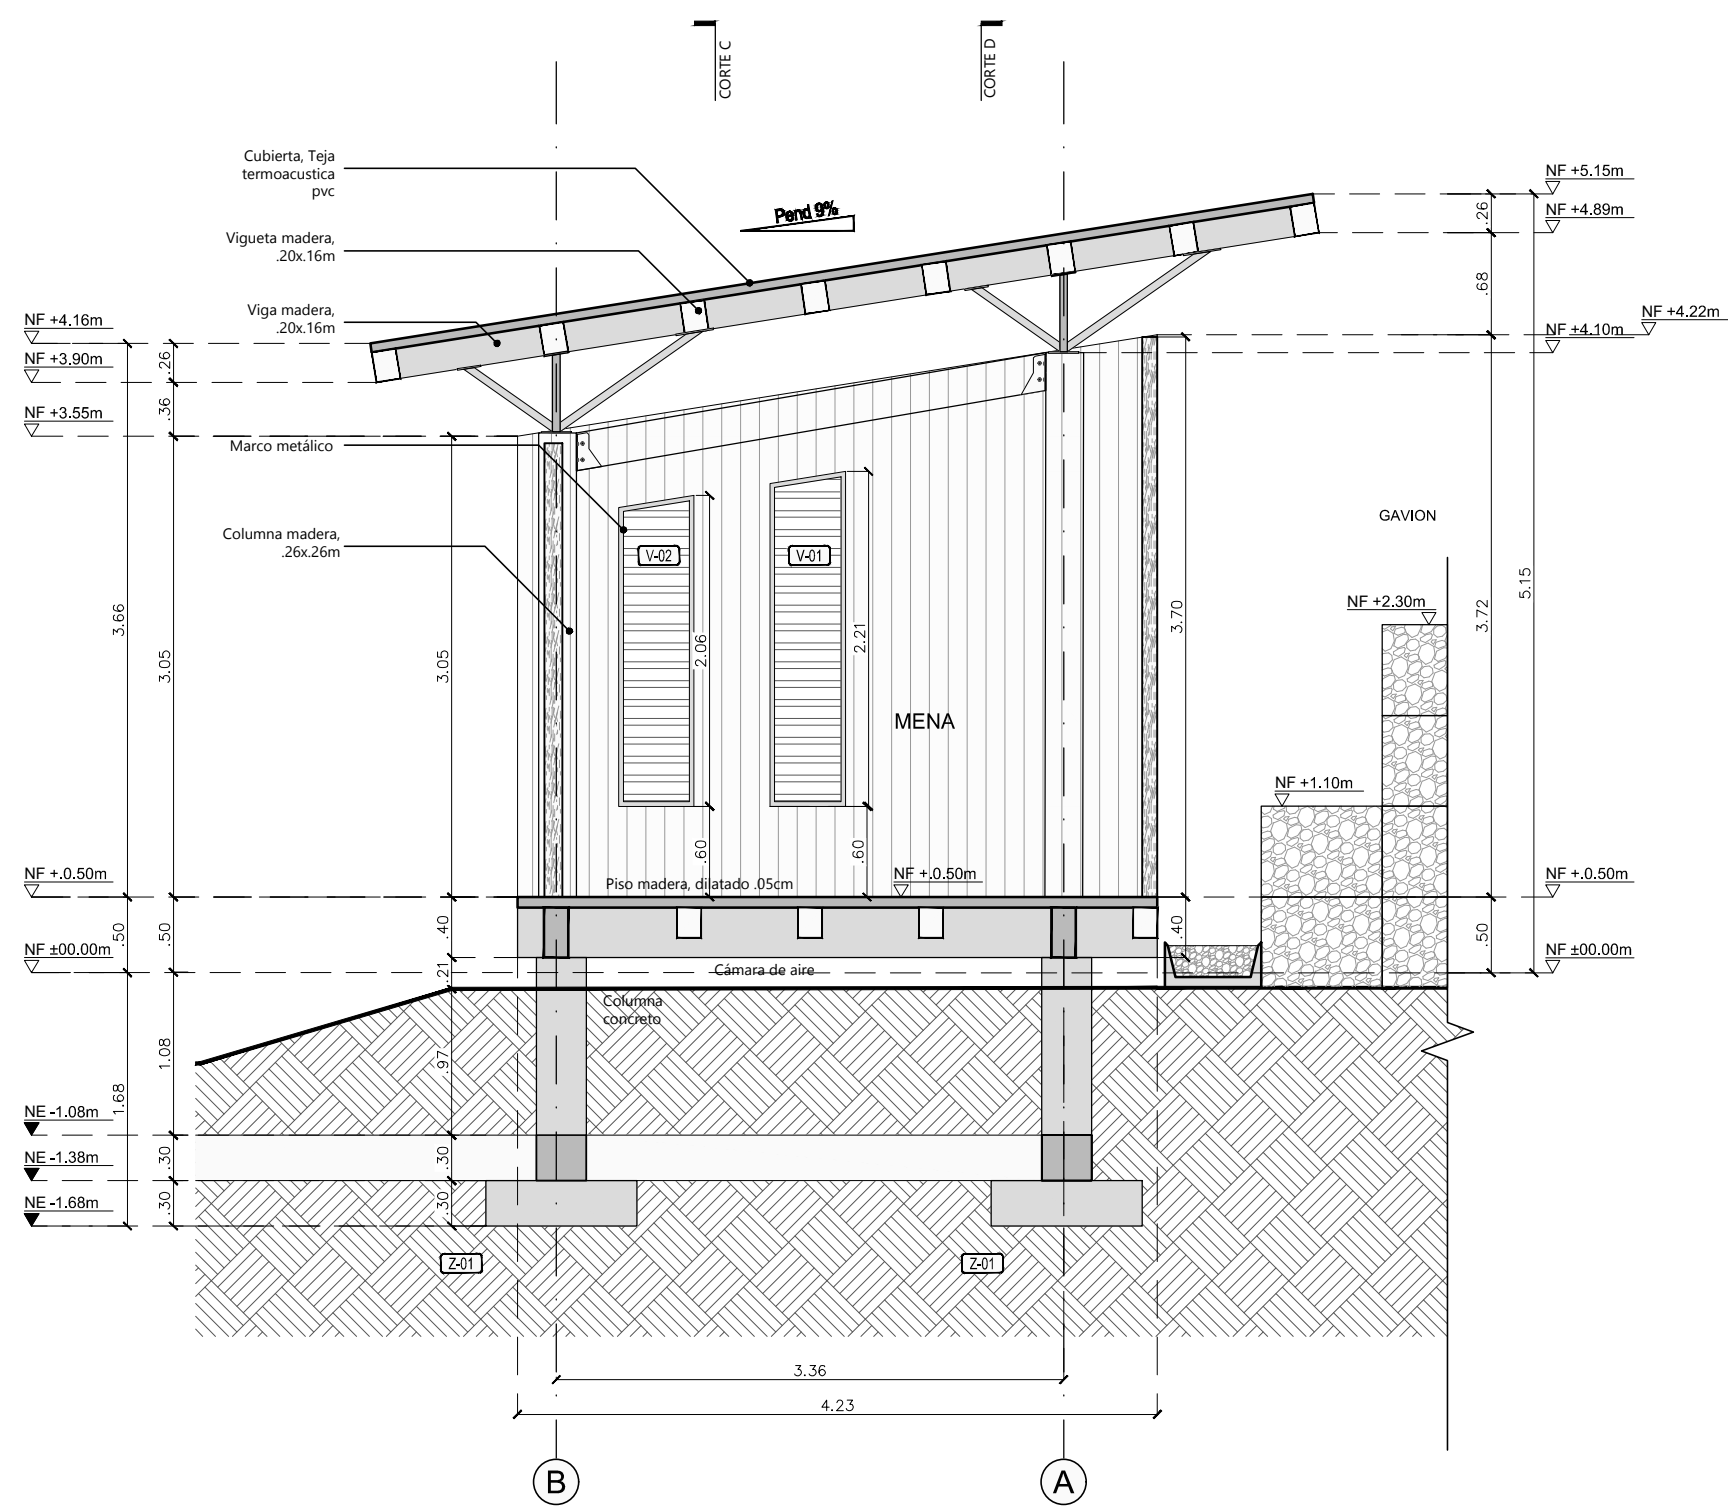 CORTE C
CORTE D
Cubierta, Teja
termoacustica
pvc
Pend 9%
Vigueta madera,
.20x.16m
Viga madera,
.20x.16m
Marco metálico
Columna madera,
.26x.26m
NF +4.16m
NF +3.90m
NF +3.55m
NF +.0.50m
NF ±00.00m
NE -1.08m
NE -1.38m
NE -1.68m
3.66
.50
1.68
.26
.36
3.05
.50
1.08
.30
.30
3.05
.40
.21
.97
.30
.30
V-02
V-01
2.06
2.21
.60
.60
MENA
NF +.0.50m
Piso madera, dilatado .05cm
Cámara de aire
Columna
concreto
Z-01
Z-01
3.70
.40
GAVION
NF +2.30m
NF +1.10m
.26
.68
3.72
.50
5.15
NF +5.15m
NF +4.89m
NF +4.22m
NF +4.10m
NF +.0.50m
NF ±00.00m
3.36
4.23
B
A